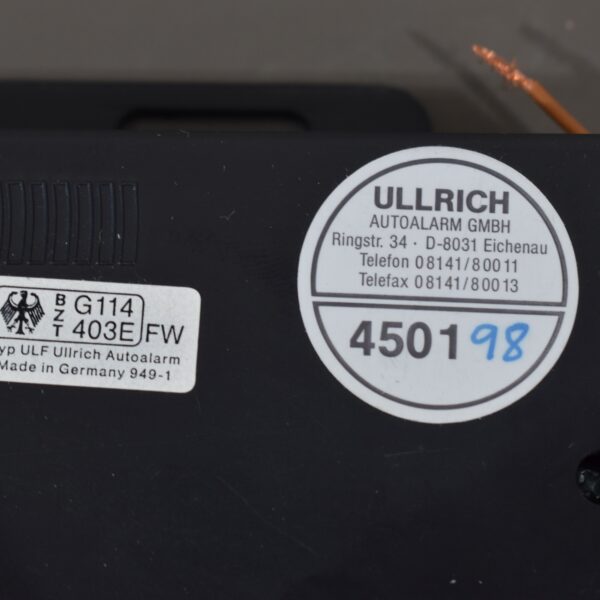 ULLRICH
AUTOALARM GMBH
Ringstr. 34 · D-8031 Eichenau
Telefon 08141/80011
Telefax 08141/80013
450198
BZT G114
403E FW
yp ULF Ullrich Autoalarm
Made in Germany 949-1